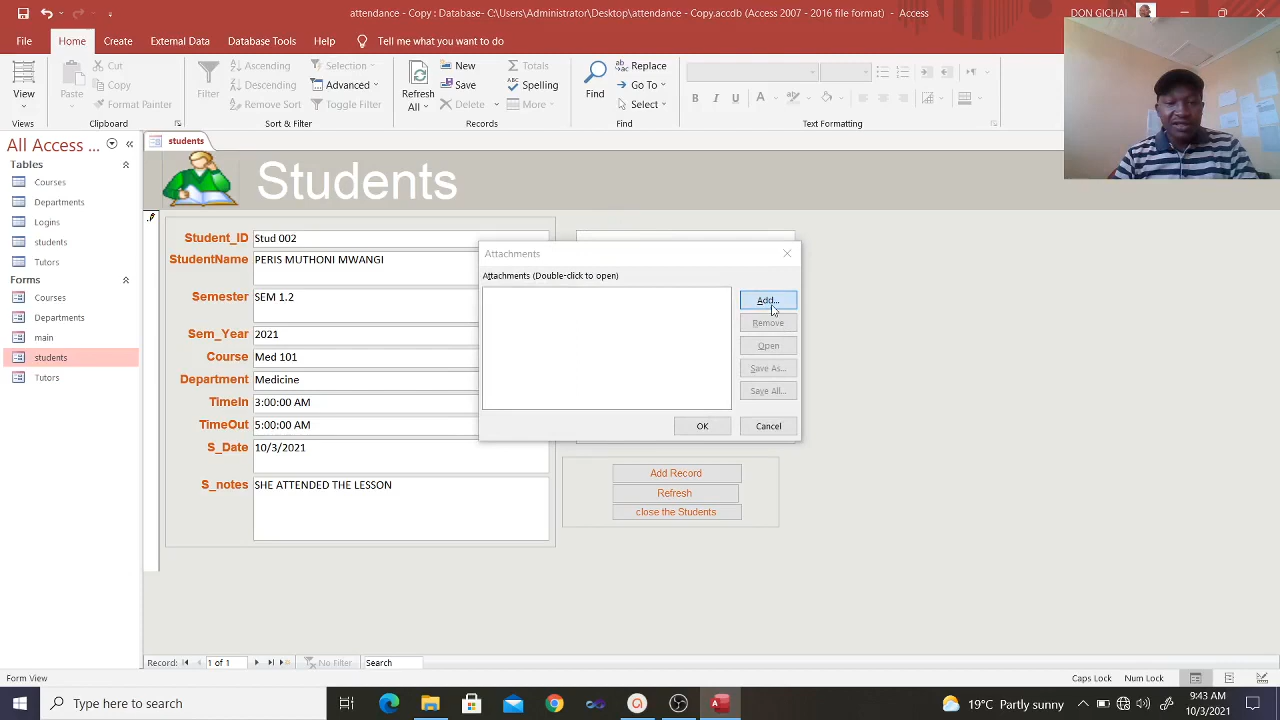 attendance - Copy : Database- C:\Users\Administrator\Desktop\attendance - Copy.accdb (Access 2007 - 2016 file format) - Access
DON GICHAI
File Home Create External Data Database Tools Help Tell me what you want to do
View
Paste
Cut
Copy
Format Painter
Filter
Ascending
Descending
Remove Sort
Selection
Advanced
Toggle Filter
Refresh
All
New
Save
Delete
Totals
Spelling
More
Find
Replace
Go To
Select
B I U A
Views Clipboard Sort & Filter Records Find Text Formatting
All Access ...
Tables
Courses
Departments
Logins
students
Tutors
Forms
Courses
Departments
main
students
Tutors
students
Students
Student_ID Stud 002
StudentName PERIS MUTHONI MWANGI
Semester SEM 1.2
Sem_Year 2021
Course Med 101
Department Medicine
TimeIn 3:00:00 AM
TimeOut 5:00:00 AM
S_Date 10/3/2021
S_notes SHE ATTENDED THE LESSON
Attachments
Attachments (Double-click to open)
Add...
Remove
Open
Save As...
Save All...
OK Cancel
Add Record
Refresh
close the Students
Record: 1 of 1 No Filter Search
Form View Caps Lock Num Lock
Type here to search
19°C Partly sunny
9:43 AM
10/3/2021